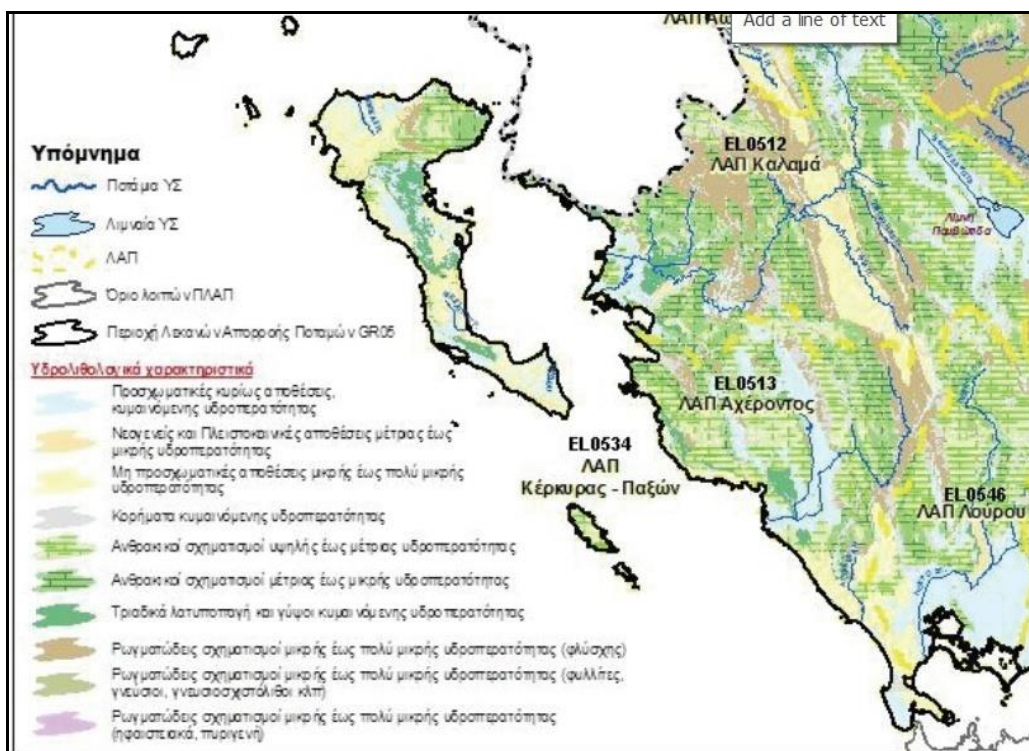 ΛΑΠ Αω
Add a line of text
Υπόμνημα
Ποτάμια ΥΣ
Λιμναία ΥΣ
ΛΑΠ
Όριο λοιπών ΠΛΑΠ
Περιοχή Λεκανών Απορροής Ποταμών GR05
Υδρολιθολογικά χαρακτηριστικά
Προσχωματικές κυρίως αποθέσεις,
κυμαινόμενης υδροπερατότητας
Νεογενείς και Πλειστοκαινικές αποθέσεις μέτριας έως
μικρής υδροπερατότητας
Μη προσχωματικές αποθέσεις μικρής έως πολύ μικρής
υδροπερατότητας
Κορήματα κυμαινόμενης υδροπερατότητας
Ανθρακικοί σχηματισμοί υψηλής έως μέτριας υδροπερατότητας
Ανθρακικοί σχηματισμοί μέτριας έως μικρής υδροπερατότητας
Τριαδικά λατυποπαγή και γύψοι κυμαινόμενης υδροπερατότητας
Ρωγματώδεις σχηματισμοί μικρής έως πολύ μικρής υδροπερατότητας (φλύσχης)
Ρωγματώδεις σχηματισμοί μικρής έως πολύ μικρής υδροπερατότητας (φυλλίτες,
γνεύσιοι, γνευσιοσχιστόλιθοι κλπ)
Ρωγματώδεις σχηματισμοί μικρής έως πολύ μικρής υδροπερατότητας
(ηφαιστειακά, πυριγενή)
EL0512
ΛΑΠ Καλαμά
Λίμνη
Παμβώτιδα
EL0513
ΛΑΠ Αχέροντος
EL0534
ΛΑΠ
Κέρκυρας - Παξών
EL0546
ΛΑΠ Λούρου